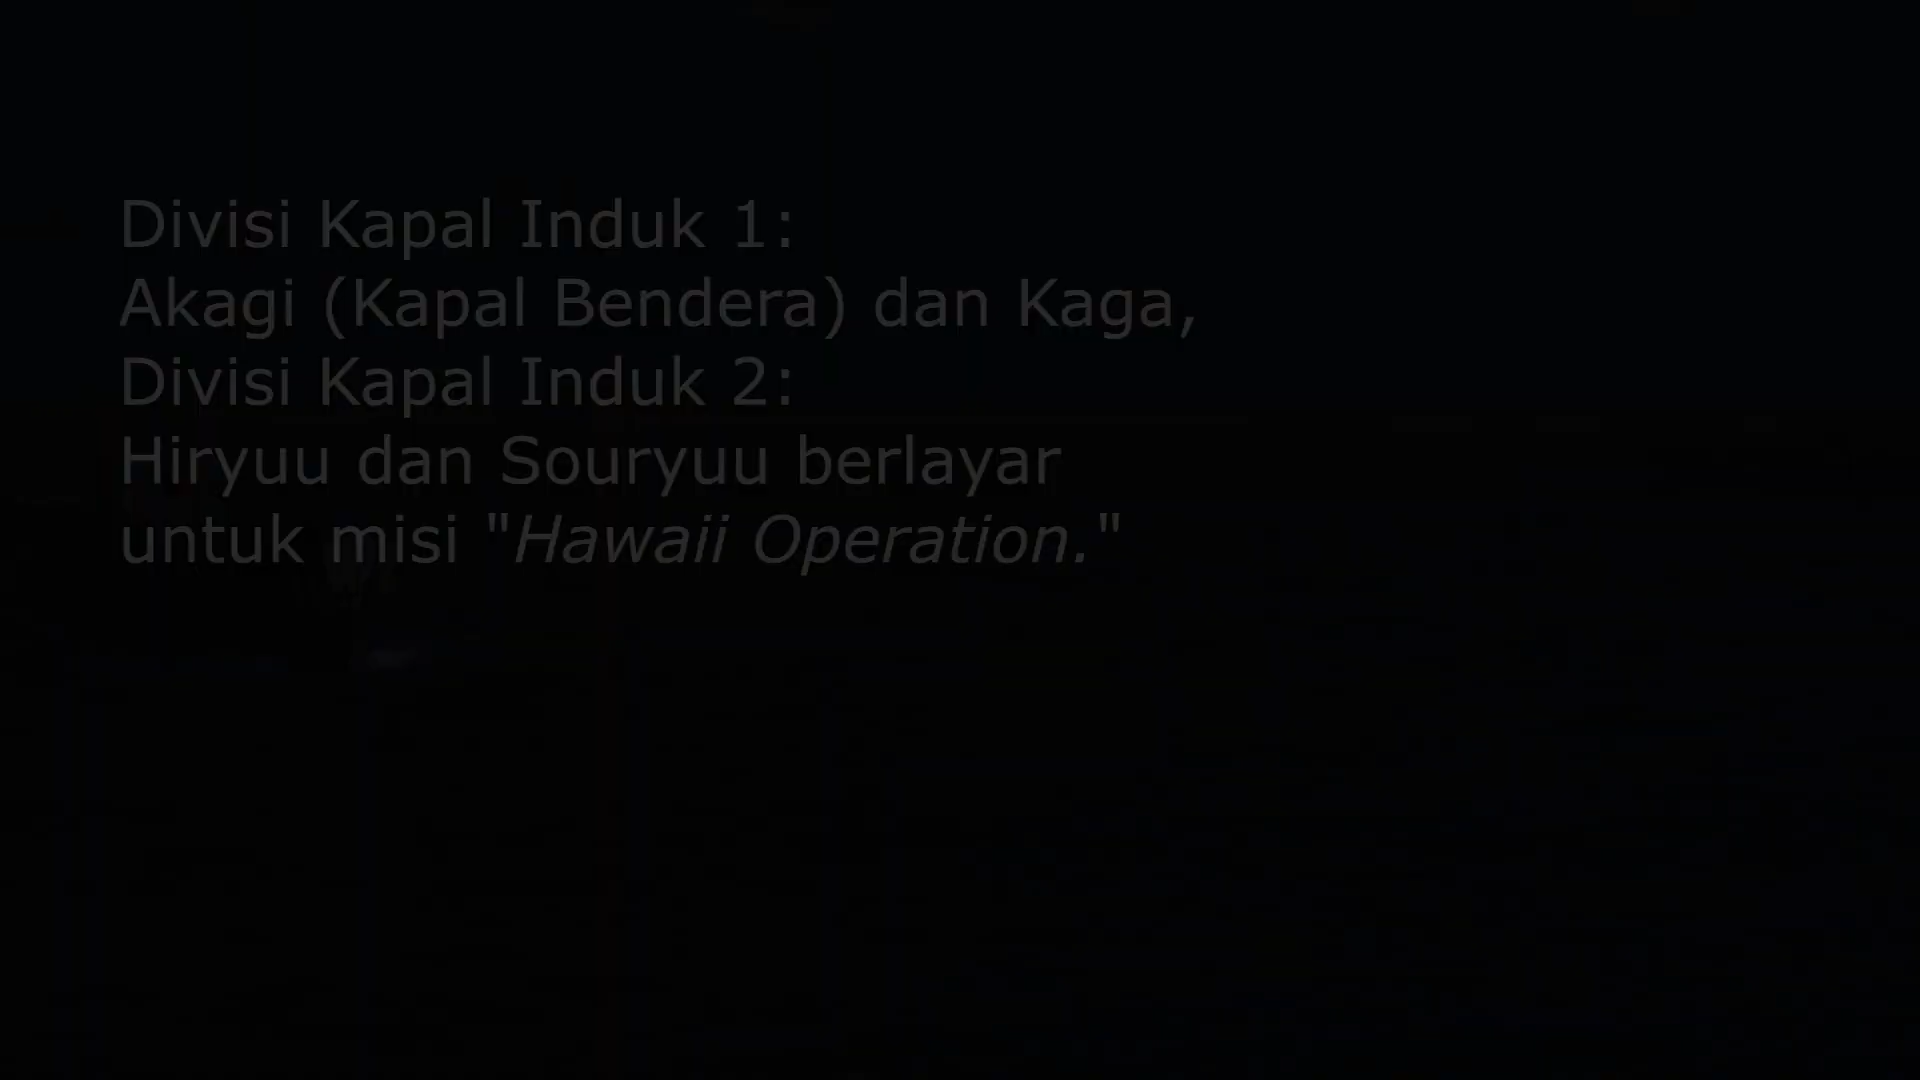 Divisi Kapal Induk 1:
Akagi (Kapal Bendera) dan Kaga,
Divisi Kapal Induk 2:
Hiryuu dan Souryuu berlayar
untuk misi "Hawaii Operation."